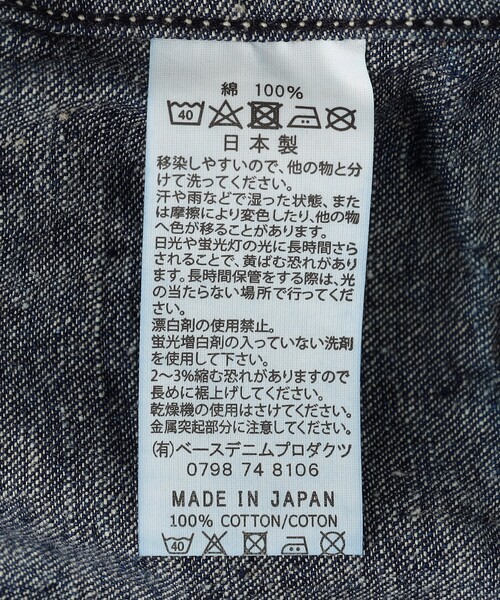 綿 100%
40
日本製
移染しやすいので、他の物と分
けて洗ってください。
汗や雨などで湿った状態、また
は摩擦により変色したり、他の物
へ色が移ることがあります。
日光や蛍光灯の光に長時間さら
されることで、黄ばむ恐れがあり
ます。長時間保管をする際は、光
の当たらない場所で行ってくだ
さい。
漂白剤の使用禁止。
蛍光増白剤の入っていない洗剤
を使用して下さい。
2〜3%縮む恐れがありますので
長めに裾上げしてください。
乾燥機の使用はさけてください。
金属突起部分に注意してください。
(有)ベースデニムプロダクツ
0798 74 8106
MADE IN JAPAN
100% COTTON/COTON
40